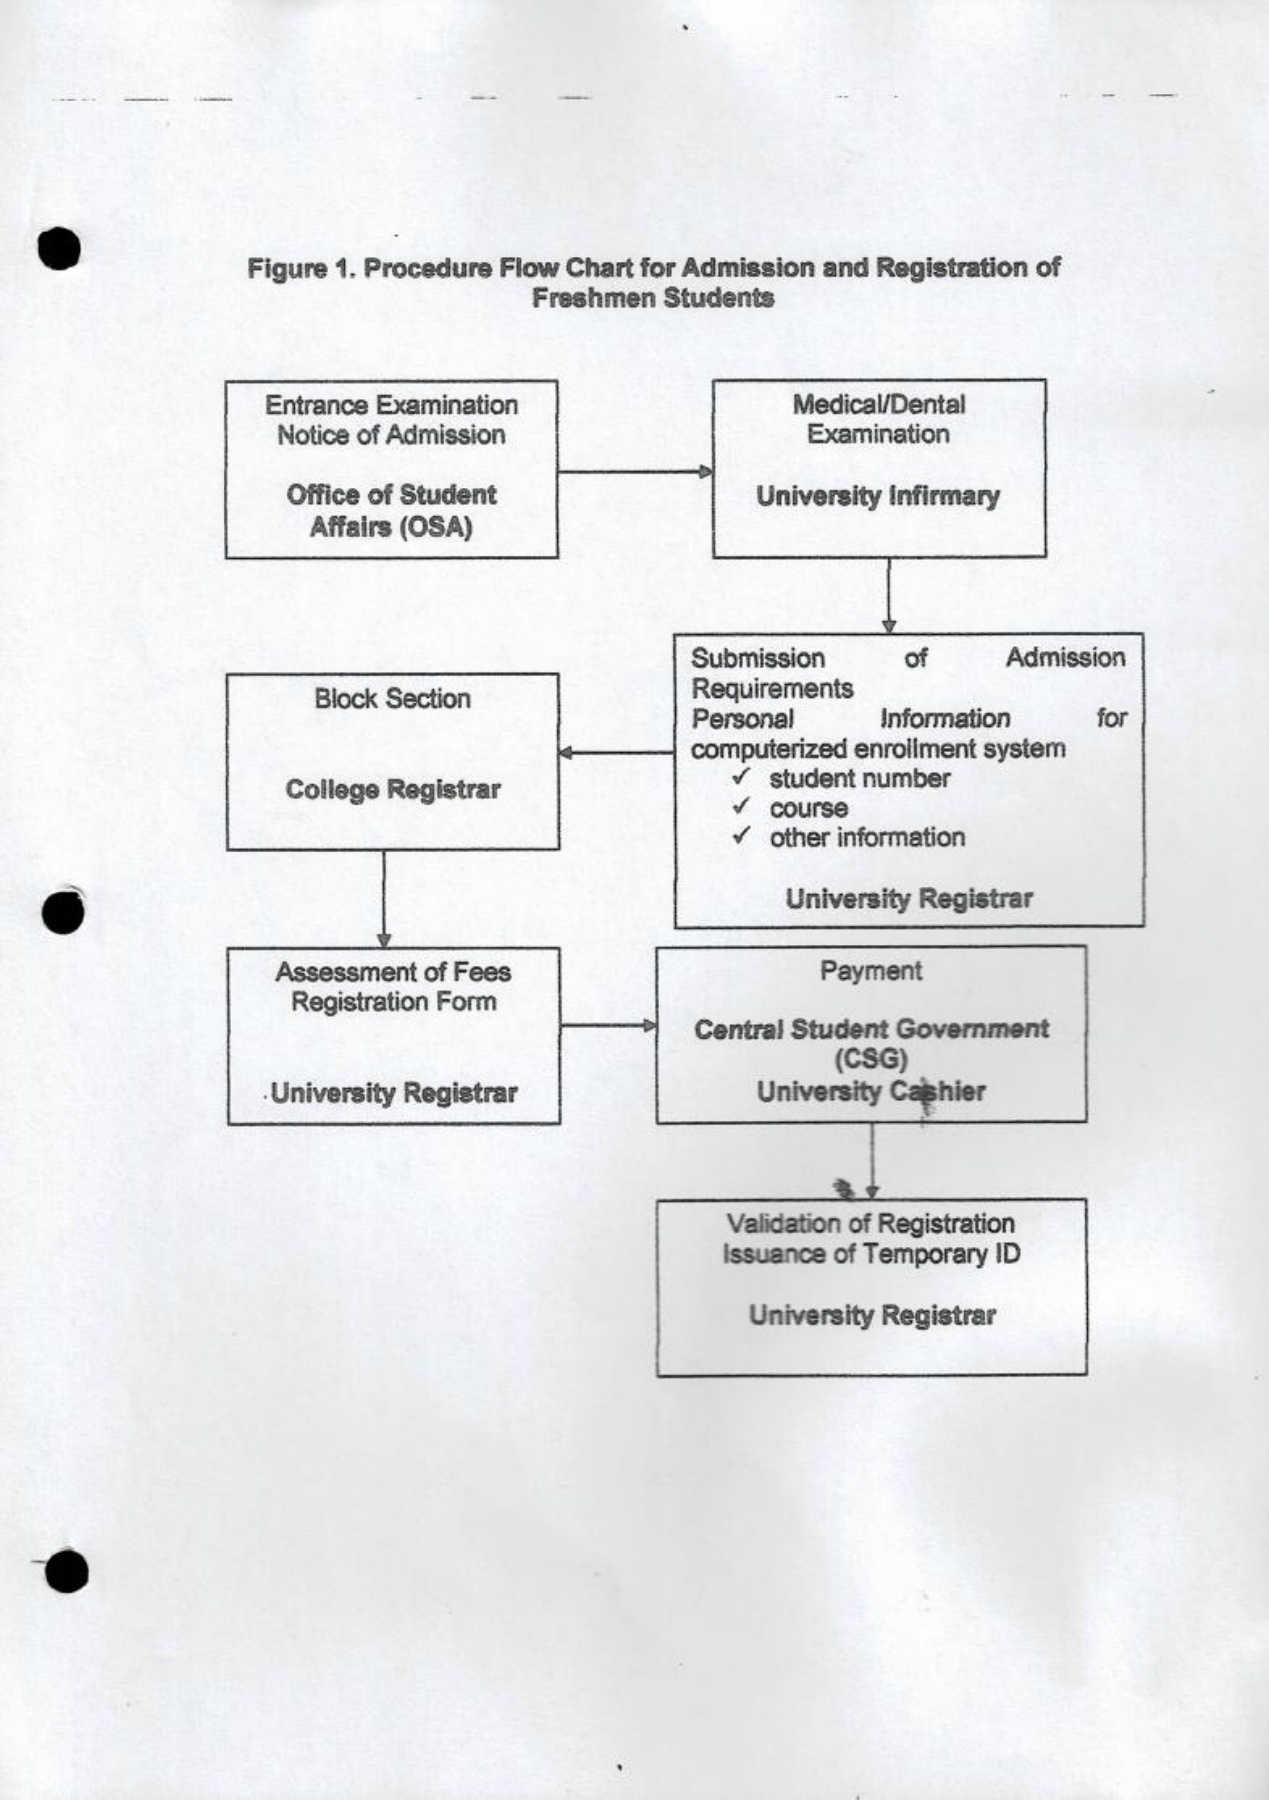 Figure 1. Procedure Flow Chart for Admission and Registration of
Freshmen Students
Entrance Examination
Notice of Admission
Office of Student
Affairs (OSA)
Medical/Dental
Examination
University Infirmary
Submission of Admission
Requirements
Personal Information for
computerized enrollment system
✓ student number
✓ course
✓ other information
University Registrar
Block Section
College Registrar
Assessment of Fees
Registration Form
University Registrar
Payment
Central Student Government
(CSG)
University Cashier
Validation of Registration
Issuance of Temporary ID
University Registrar